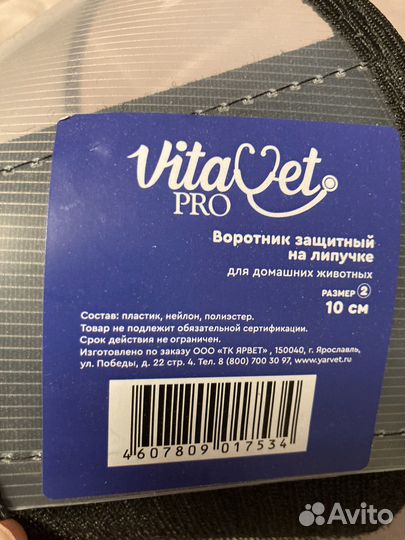 VitaVet
PRO
Воротник защитный
на липучке
для домашних животных
РАЗМЕР 2
10 см
Состав: пластик, нейлон, полиэстер.
Товар не подлежит обязательной сертификации.
Срок действия не ограничен.
Изготовлено по заказу ООО «ТК ЯРВЕТ» , 150040, г. Ярославль,
ул. Победы, д. 22 стр. 4. Тел. 8 (800) 700 30 97, www.yarvet.ru
4607809 017534
Avito